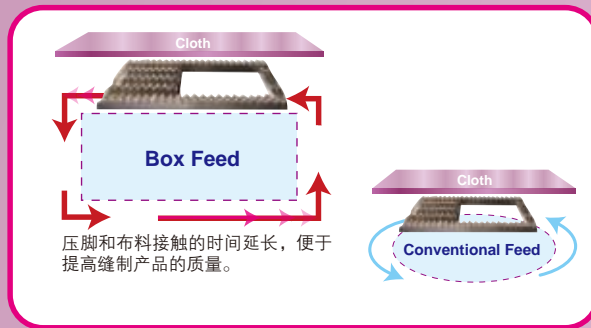 Cloth
Box Feed
压脚和布料接触的时间延长，便于
提高缝制产品的质量。
Cloth
Conventional Feed